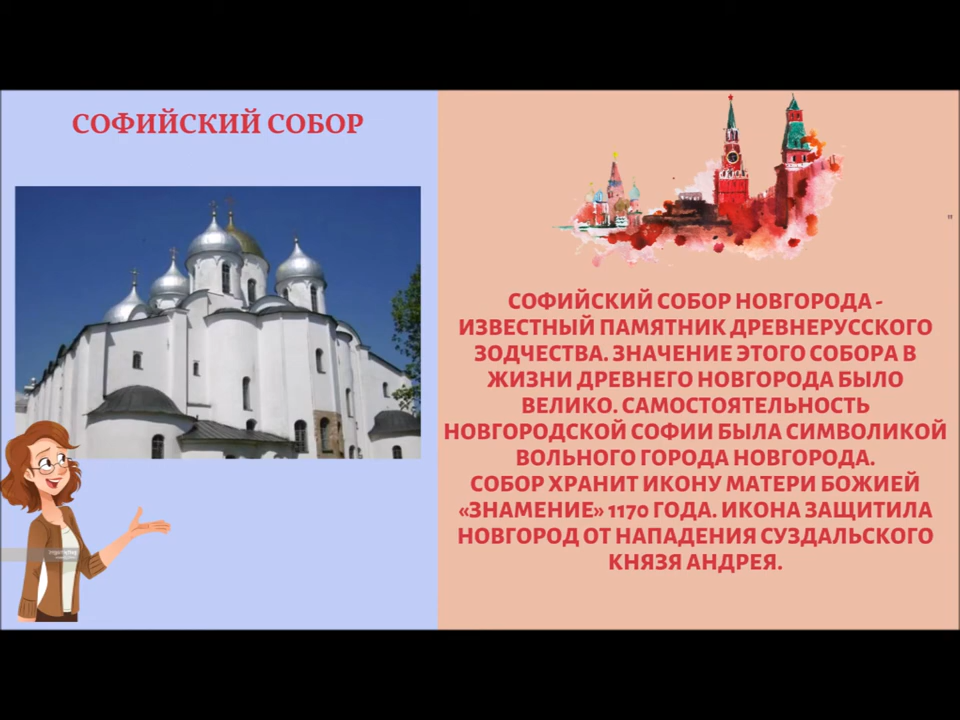 СОФИЙСКИЙ СОБОР
СОФИЙСКИЙ СОБОР НОВГОРОДА -
ИЗВЕСТНЫЙ ПАМЯТНИК ДРЕВНЕРУССКОГО
ЗОДЧЕСТВА. ЗНАЧЕНИЕ ЭТОГО СОБОРА В
ЖИЗНИ ДРЕВНЕГО НОВГОРОДА БЫЛО
ВЕЛИКО. САМОСТОЯТЕЛЬНОСТЬ
НОВГОРОДСКОЙ СОФИИ БЫЛА СИМВОЛИКОЙ
ВОЛЬНОГО ГОРОДА НОВГОРОДА.
СОБОР ХРАНИТ ИКОНУ МАТЕРИ БОЖИЕЙ
«ЗНАМЕНИЕ» 1170 ГОДА. ИКОНА ЗАЩИТИЛА
НОВГОРОД ОТ НАПАДЕНИЯ СУЗДАЛЬСКОГО
КНЯЗЯ АНДРЕЯ.